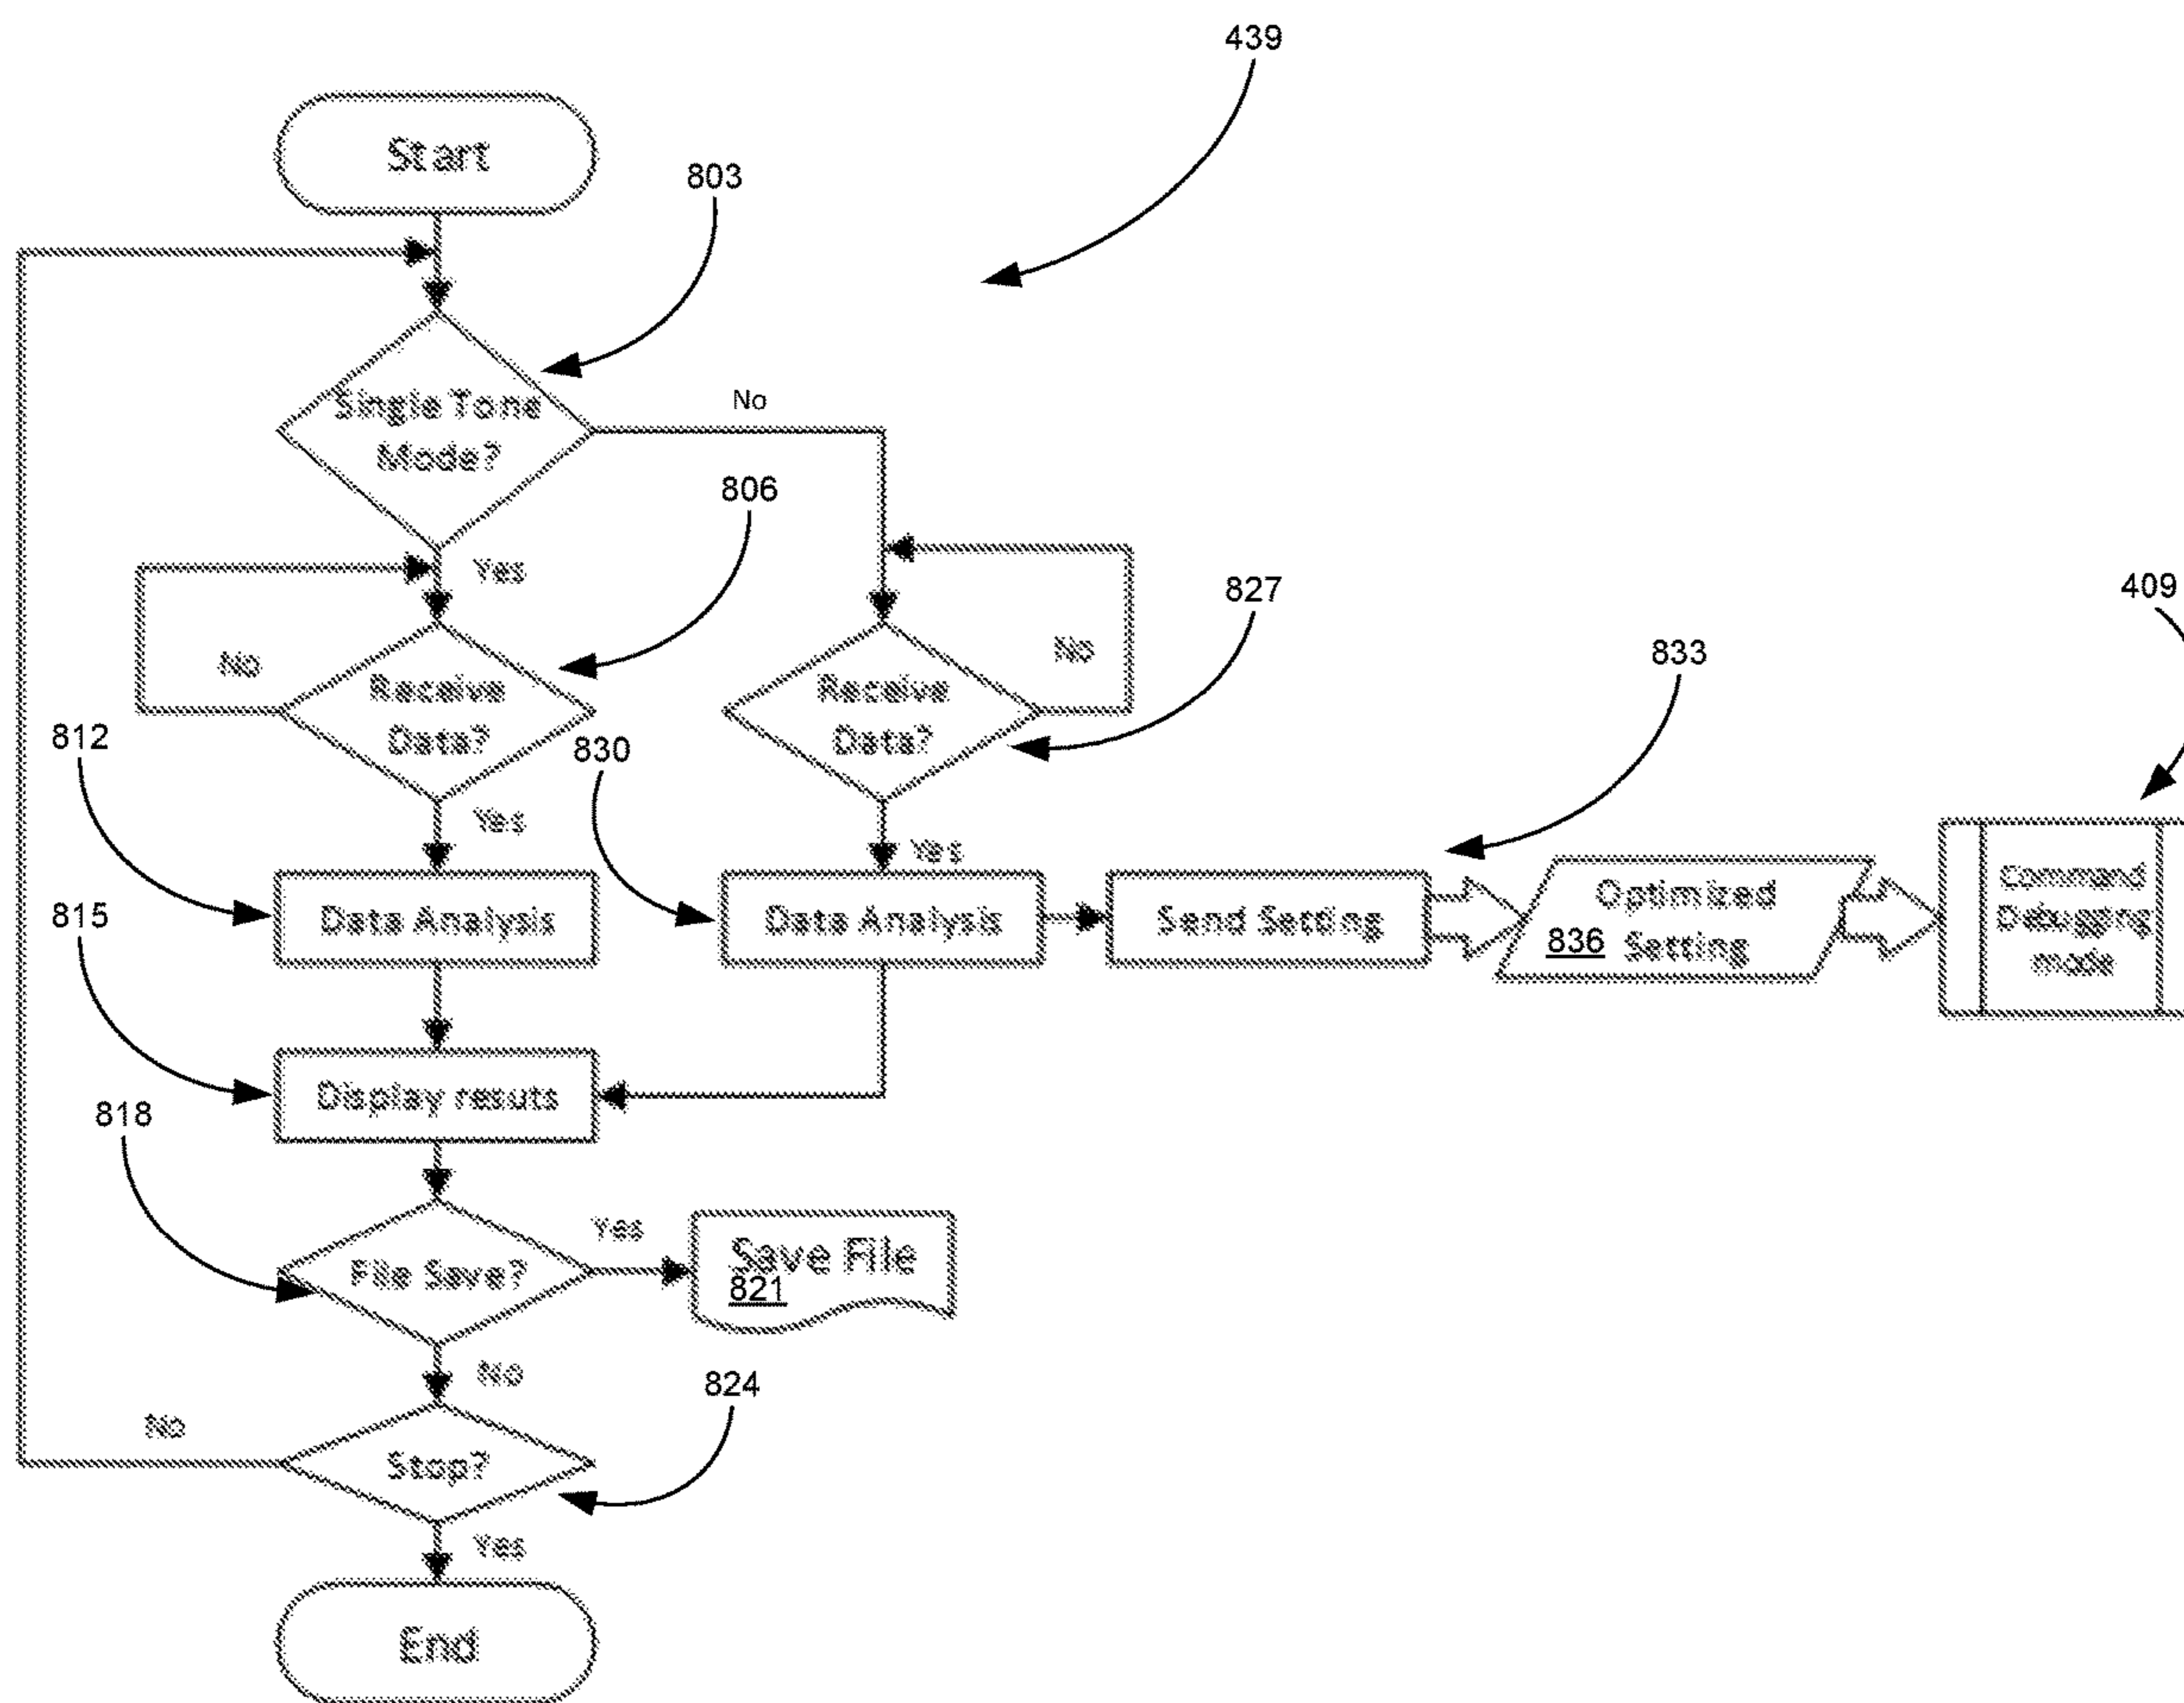 439
Start
803
Single Tone
Mode?
No
806
Yes
827
409
No
Receive
Data?
Receive
Data?
No
833
812
830
Yes
Yes
815
Data Analysis
Data Analysis
Send Setting
Optimized
836 Setting
Command
Debugging
mode
Display resuts
818
File Save?
Yes
Save File
821
No
824
No
Stop?
Yes
End